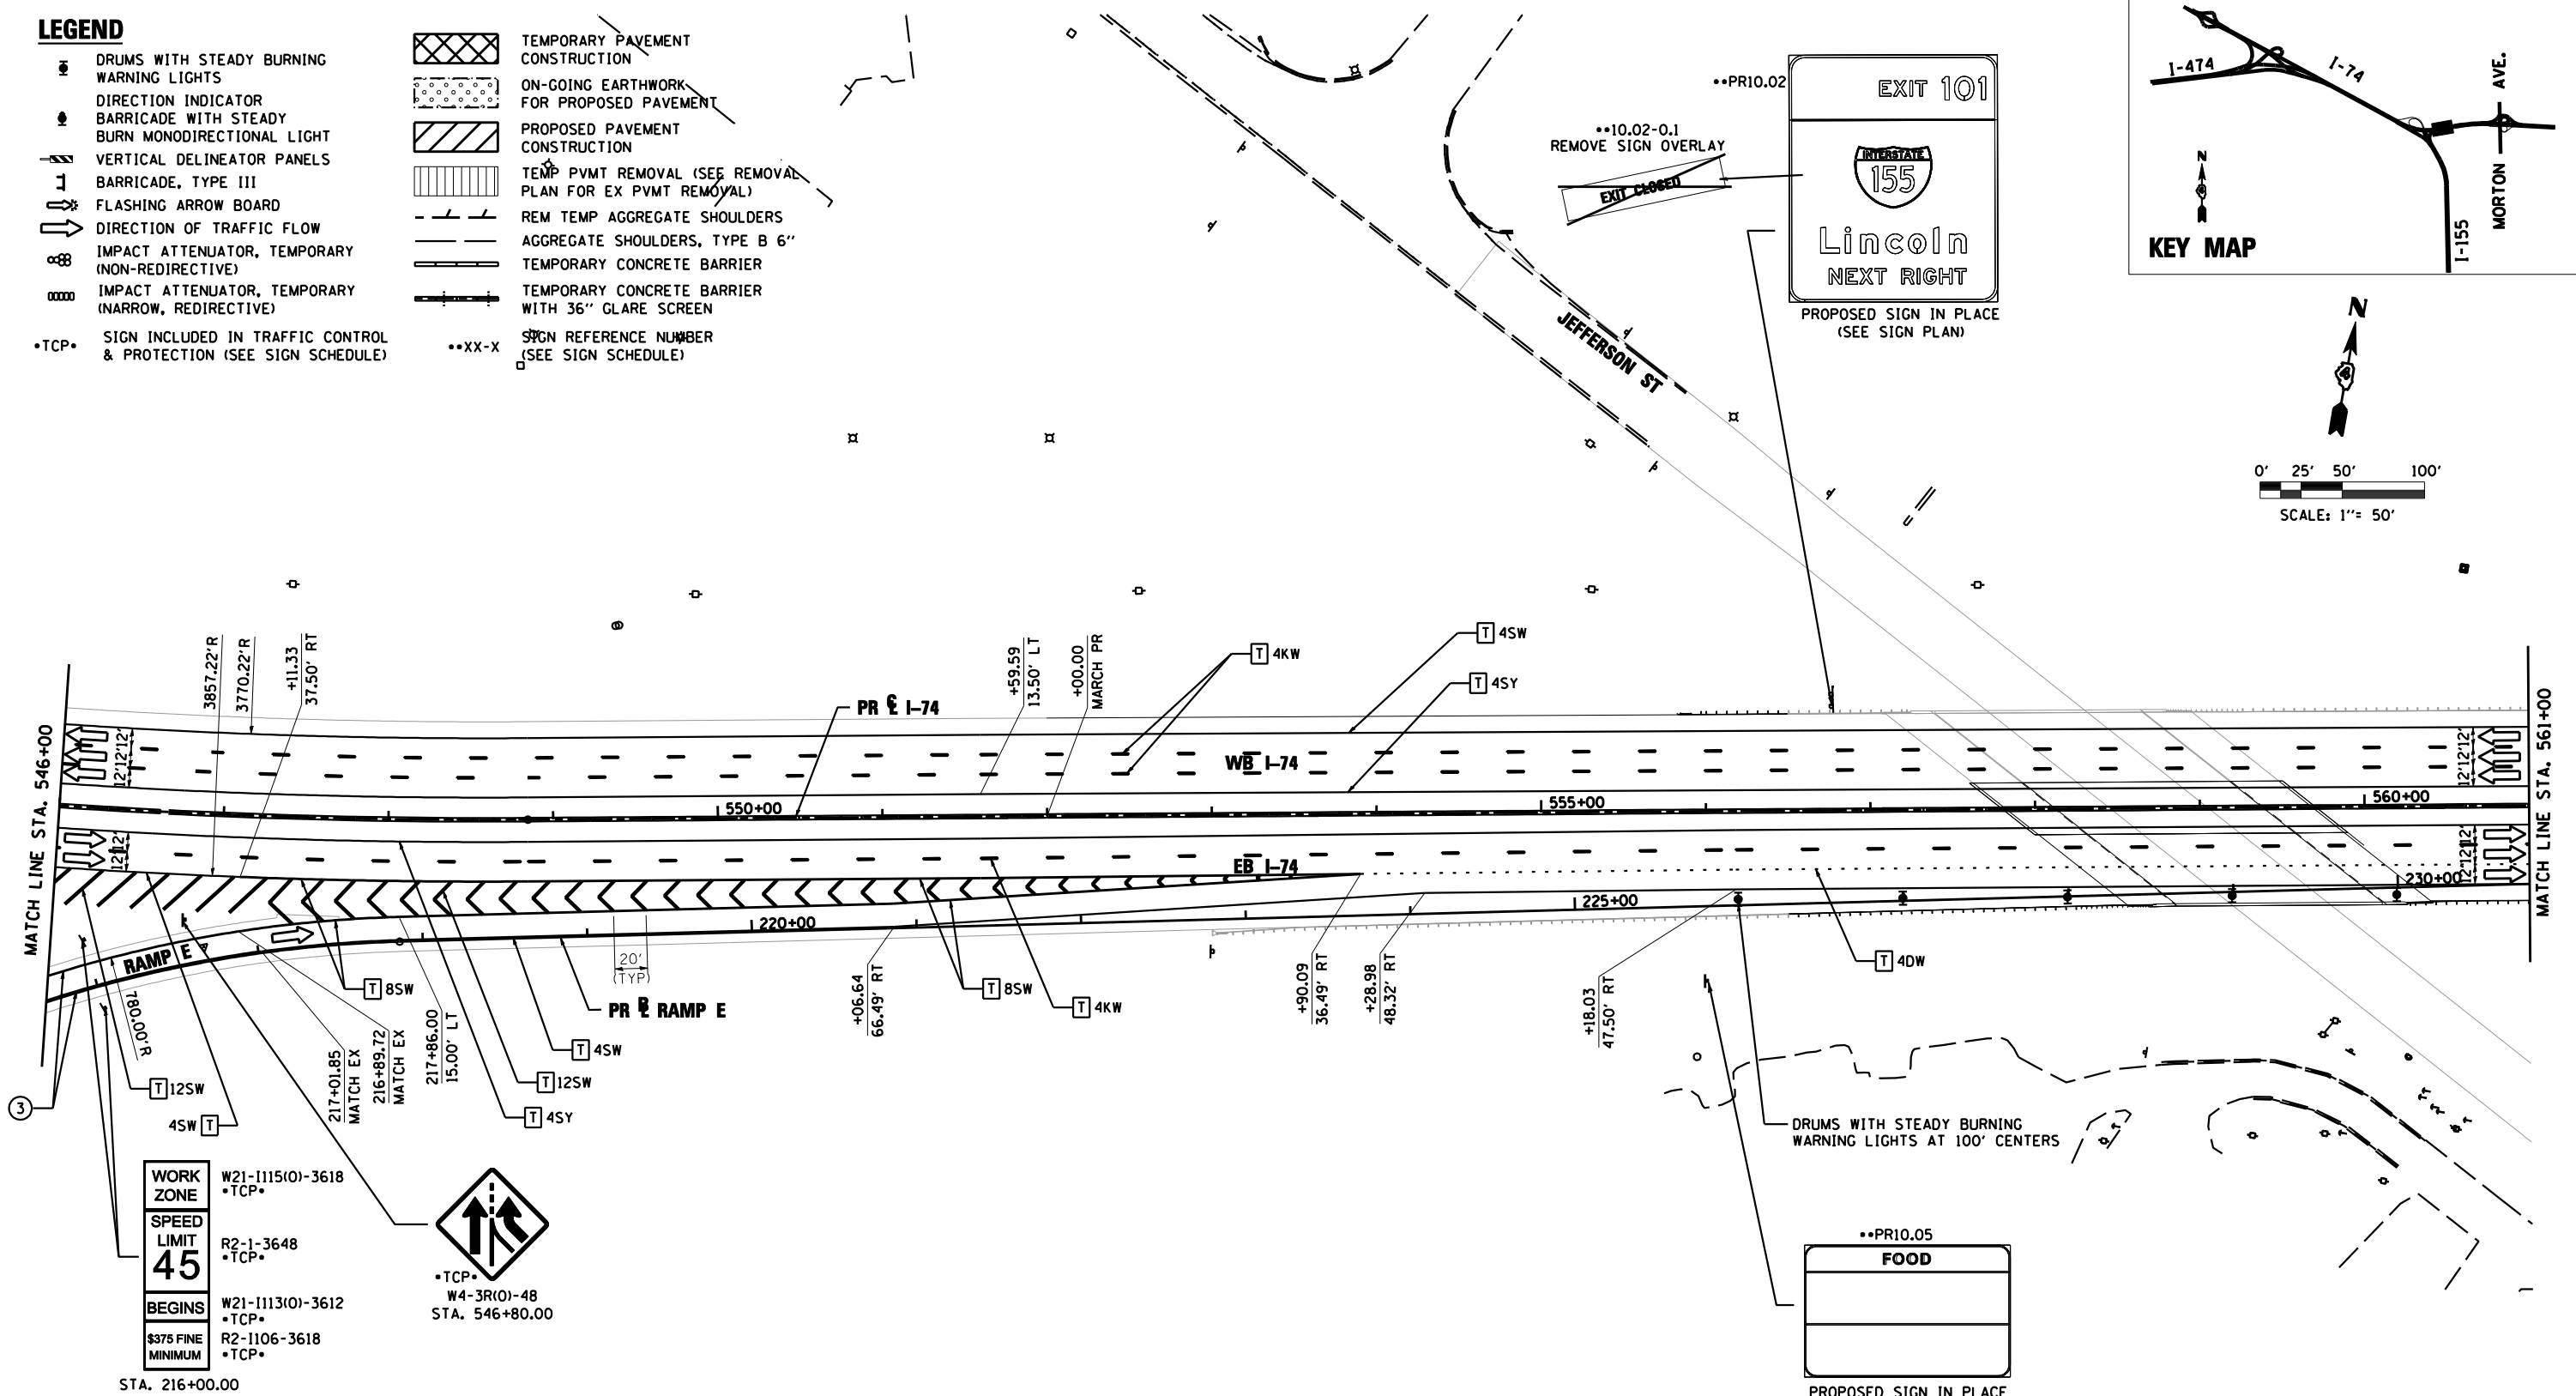 LEGEND
DRUMS WITH STEADY BURNING
WARNING LIGHTS
DIRECTION INDICATOR
BARRICADE WITH STEADY
BURN MONODIRECTIONAL LIGHT
VERTICAL DELINEATOR PANELS
BARRICADE, TYPE III
FLASHING ARROW BOARD
DIRECTION OF TRAFFIC FLOW
IMPACT ATTENUATOR, TEMPORARY
(NON-REDIRECTIVE)
IMPACT ATTENUATOR, TEMPORARY
(NARROW, REDIRECTIVE)
•TCP•
SIGN INCLUDED IN TRAFFIC CONTROL
& PROTECTION (SEE SIGN SCHEDULE)
TEMPORARY PAVEMENT
CONSTRUCTION
ON-GOING EARTHWORK
FOR PROPOSED PAVEMENT
PROPOSED PAVEMENT
CONSTRUCTION
TEMP PVMT REMOVAL (SEE REMOVAL
PLAN FOR EX PVMT REMOVAL)
REM TEMP AGGREGATE SHOULDERS
AGGREGATE SHOULDERS, TYPE B 6"
TEMPORARY CONCRETE BARRIER
TEMPORARY CONCRETE BARRIER
WITH 36" GLARE SCREEN
••XX-X
SIGN REFERENCE NUMBER
(SEE SIGN SCHEDULE)
••PR10.02
EXIT 101
INTERSTATE
155
Lincoln
NEXT RIGHT
PROPOSED SIGN IN PLACE
(SEE SIGN PLAN)
••10.02-0.1
REMOVE SIGN OVERLAY
EXIT CLOSED
JEFFERSON ST
I-474
I-74
MORTON AVE.
I-155
N
KEY MAP
N
4
0' 25' 50' 100'
SCALE: 1"= 50'
MATCH LINE STA. 546+00
3857.22'R
3770.22'R
+11.33
37.50' RT
PR ℄ I-74
+59.59
13.50' LT
+00.00
MARCH PR
T 4KW
T 4SW
T 4SY
12'12'12'
WB I-74
12'12'12'
550+00
555+00
560+00
12'12'
EB I-74
12'12'12'
MATCH LINE STA. 561+00
220+00
225+00
230+00
RAMP E
780.00'R
20'
(TYP)
PR ℞ RAMP E
T 8SW
T 8SW
T 4KW
T 4DW
+06.64
66.49' RT
+90.09
36.49' RT
+28.98
48.32' RT
+18.03
47.50' RT
217+01.85
MATCH EX
216+89.72
MATCH EX
217+86.00
15.00' LT
T 4SW
T 12SW
T 4SY
T 12SW
4SW T
3
DRUMS WITH STEADY BURNING
WARNING LIGHTS AT 100' CENTERS
WORK
ZONE
W21-I115(O)-3618
•TCP•
SPEED
LIMIT
45
R2-1-3648
•TCP•
BEGINS
W21-I113(O)-3612
•TCP•
$375 FINE
MINIMUM
R2-I106-3618
•TCP•
STA. 216+00.00
•TCP•
W4-3R(O)-48
STA. 546+80.00
••PR10.05
FOOD
PROPOSED SIGN IN PLACE